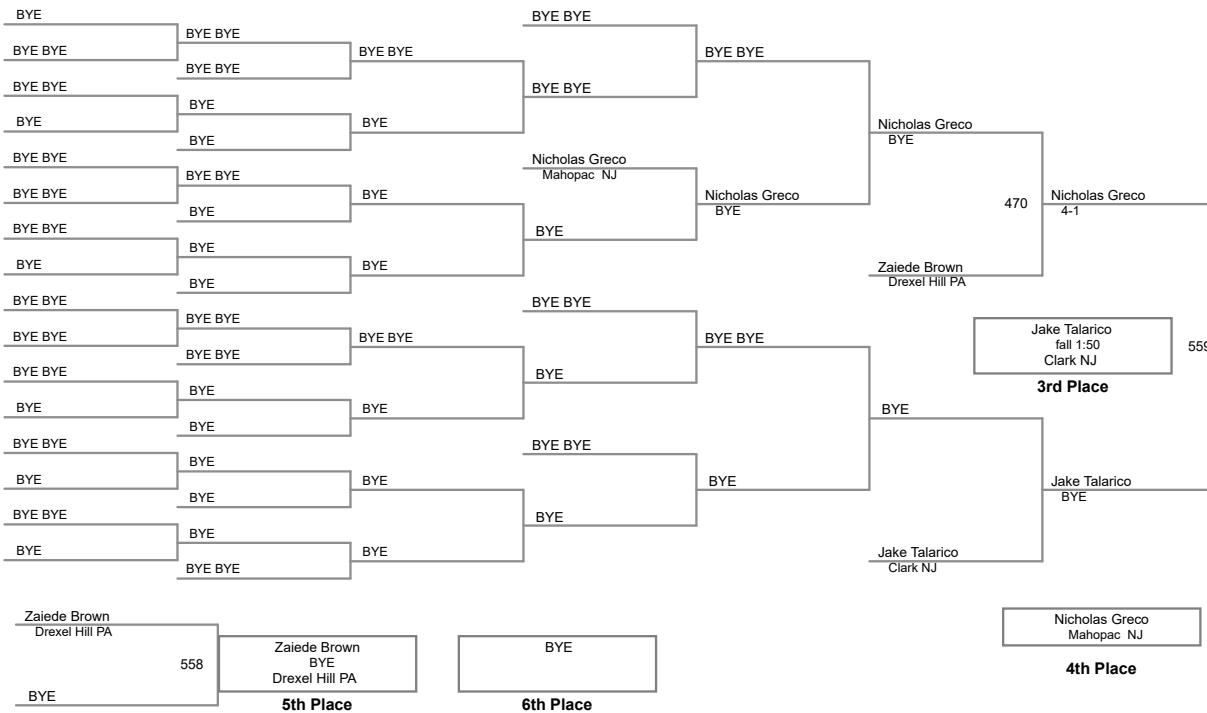 BYE
BYE BYE
BYE BYE
BYE
BYE BYE
BYE BYE
BYE BYE
BYE
BYE BYE
BYE BYE
BYE BYE
BYE
BYE BYE
BYE
BYE BYE
BYE
BYE BYE
BYE BYE
BYE
BYE
BYE BYE
BYE
BYE
BYE
BYE BYE
BYE BYE
BYE
BYE
BYE
BYE
BYE
BYE BYE
BYE BYE
BYE
BYE
BYE
BYE BYE
BYE
BYE
BYE
BYE BYE
BYE BYE
Nicholas Greco
Mahopac NJ
BYE
BYE BYE
BYE
BYE BYE
BYE
BYE BYE
Nicholas Greco
BYE
BYE BYE
BYE
Nicholas Greco
BYE
470
Zaiede Brown
Drexel Hill PA
BYE
Jake Talarico
Clark NJ
Nicholas Greco
4-1
Jake Talarico
fall 1:50
Clark NJ
559
3rd Place
Jake Talarico
BYE
Zaiede Brown
Drexel Hill PA
558
BYE
Zaiede Brown
BYE
Drexel Hill PA
5th Place
BYE
6th Place
Nicholas Greco
Mahopac NJ
4th Place